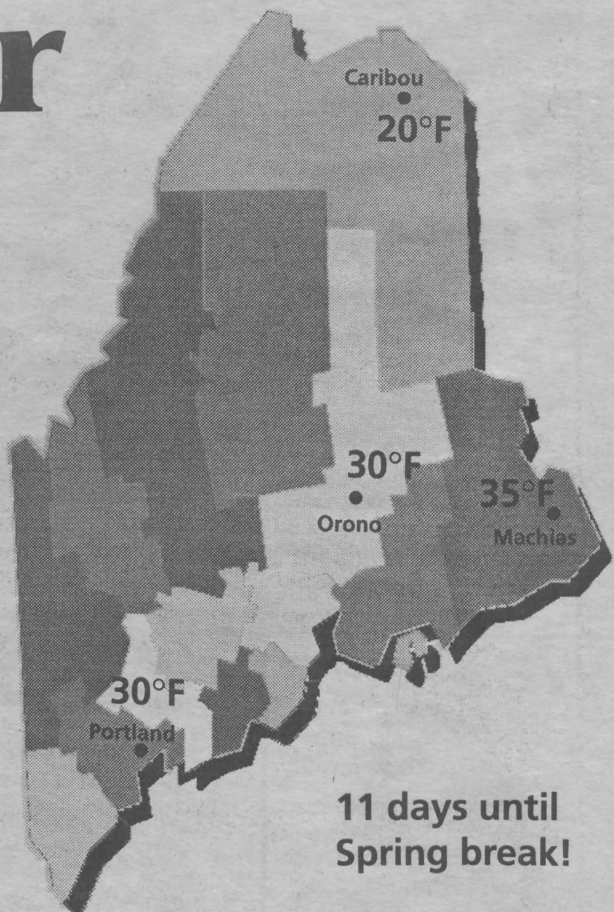 r
Caribou
20°F
30°F
Orono
35°F
Machias
30°F
Portland
11 days until
Spring break!